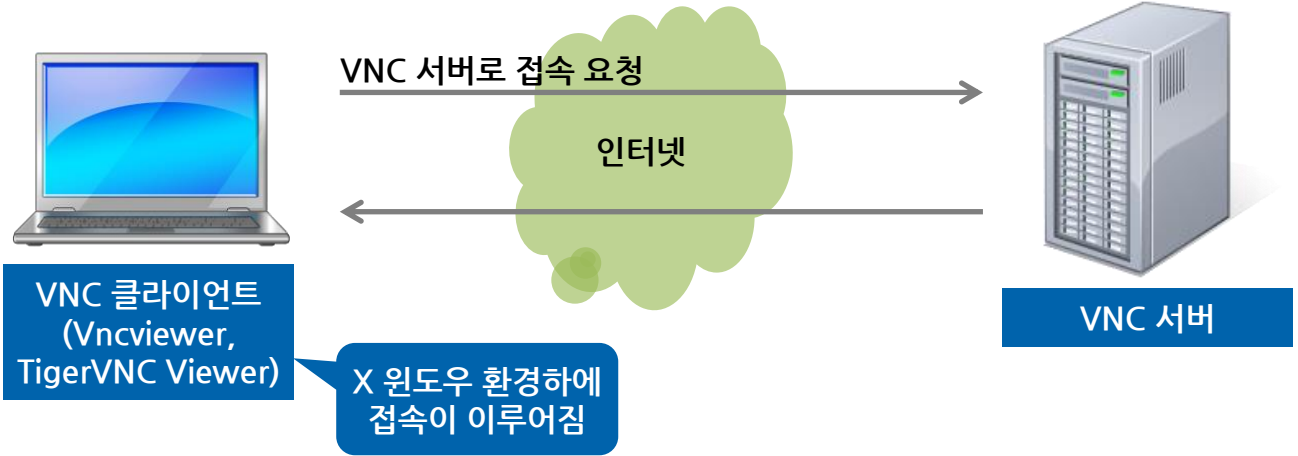 VNC 서버로 접속 요청
인터넷
VNC 클라이언트
(Vncviewer,
TigerVNC Viewer)
VNC 서버
X 윈도우 환경하에
접속이 이루어짐